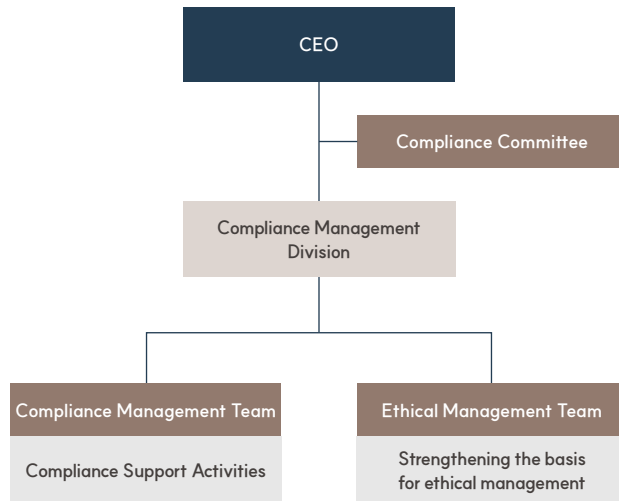 CEO
Compliance Committee
Compliance Management
Division
Compliance Management Team
Compliance Support Activities
Ethical Management Team
Strengthening the basis
for ethical management